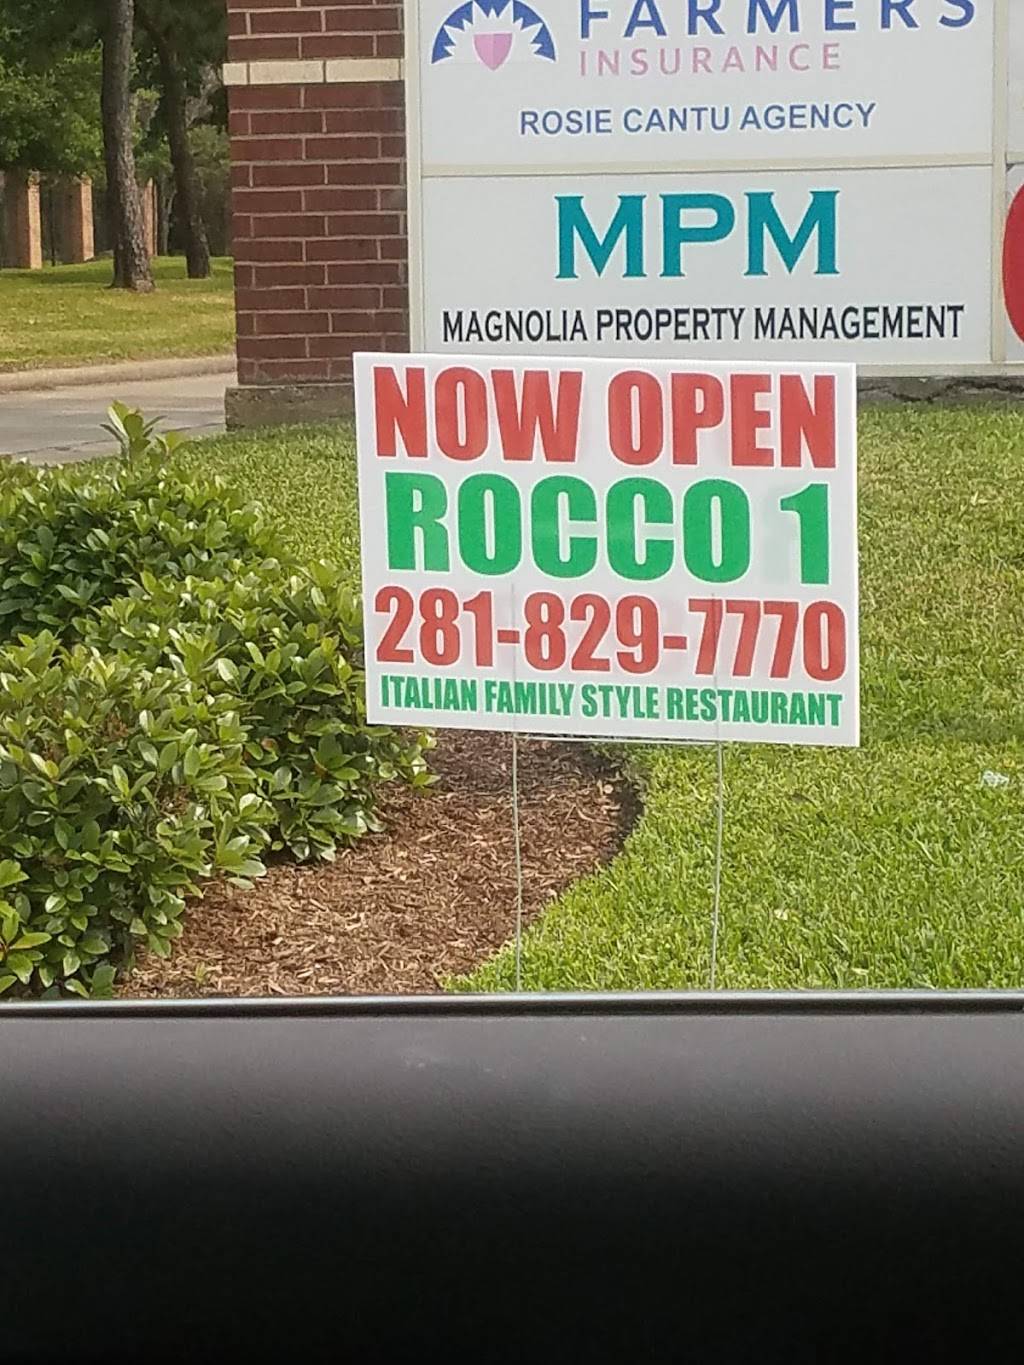 FARMERS
INSURANCE
ROSIE CANTU AGENCY
MPM
MAGNOLIA PROPERTY MANAGEMENT
NOW OPEN
ROCCO 1
281-829-7770
ITALIAN FAMILY STYLE RESTAURANT